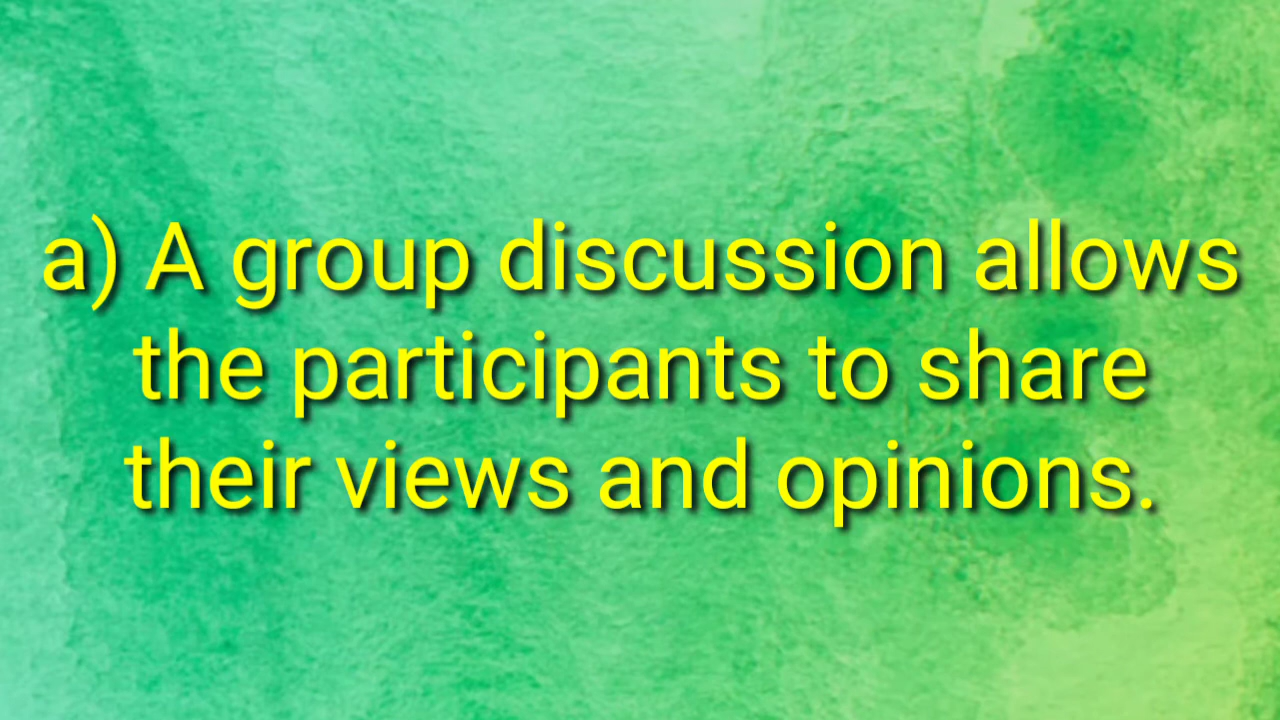 a) A group discussion allows
the participants to share
their views and opinions.